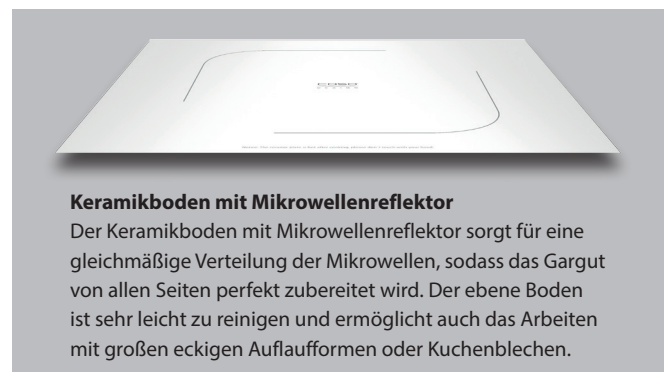 CASO
DESIGN
Keramikboden mit Mikrowellenreflektor
Der Keramikboden mit Mikrowellenreflektor sorgt für eine
gleichmäßige Verteilung der Mikrowellen, sodass das Gargut
von allen Seiten perfekt zubereitet wird. Der ebene Boden
ist sehr leicht zu reinigen und ermöglicht auch das Arbeiten
mit großen eckigen Auflaufformen oder Kuchenblechen.